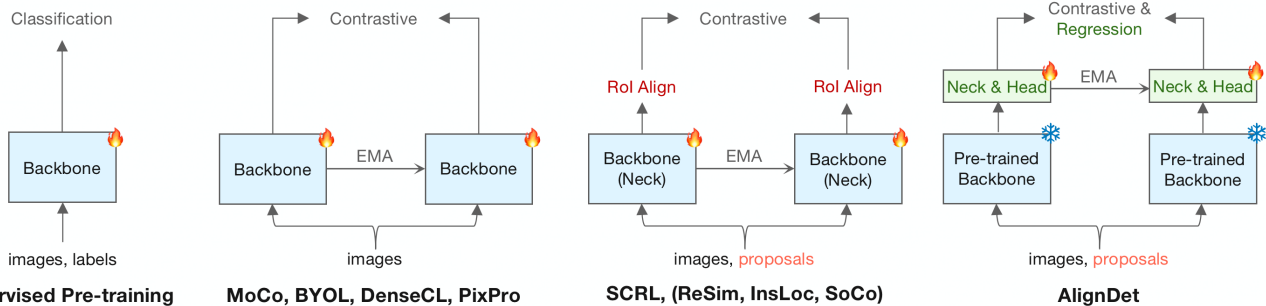 Classification
Backbone
images, labels
rvised Pre-training
Contrastive
Backbone
EMA
Backbone
images
MoCo, BYOL, DenseCL, PixPro
Contrastive
RoI Align
RoI Align
Backbone
(Neck)
EMA
Backbone
(Neck)
images, proposals
SCRL, (ReSim, InsLoc, SoCo)
Contrastive &
Regression
Neck & Head
EMA
Neck & Head
Pre-trained
Backbone
Pre-trained
Backbone
images, proposals
AlignDet